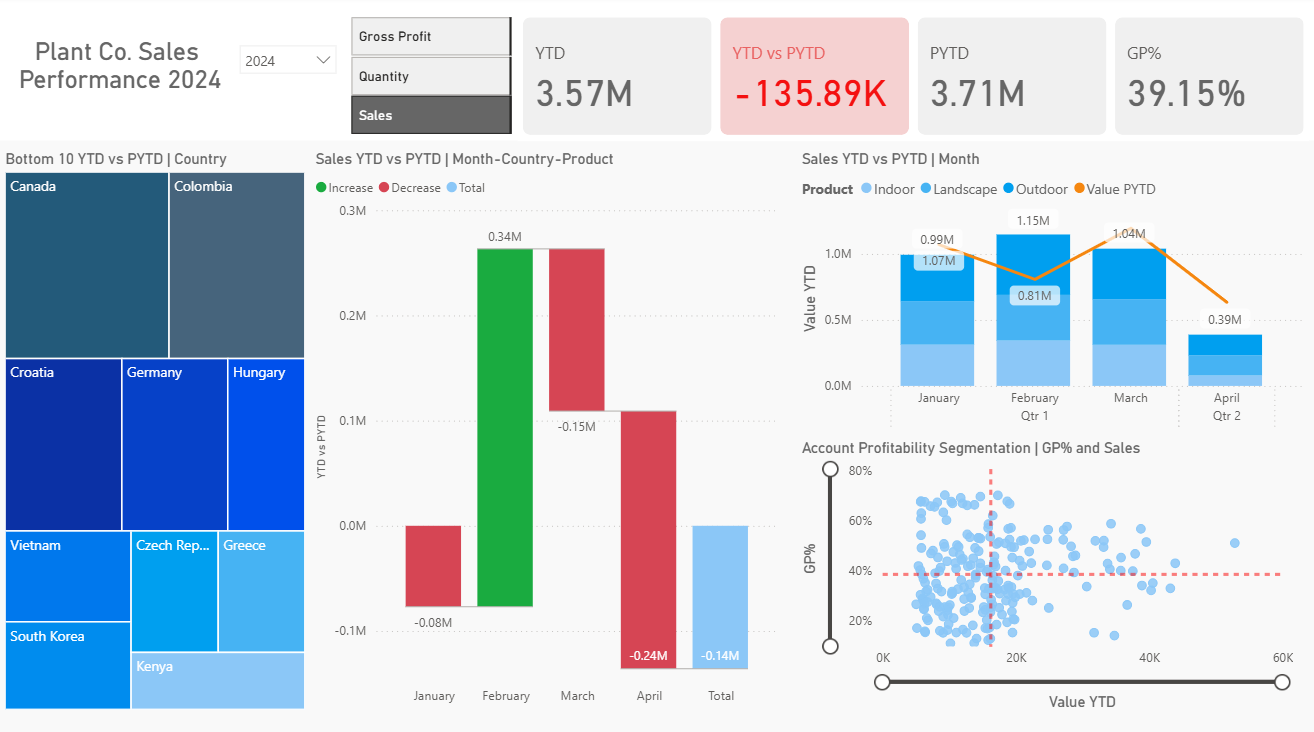 Plant Co. Sales
Performance 2024
2024
Gross Profit
Quantity
Sales
YTD
3.57M
YTD vs PYTD
-135.89K
PYTD
3.71M
GP%
39.15%
Bottom 10 YTD vs PYTD | Country
Canada
Colombia
Croatia
Germany
Hungary
Vietnam
Czech Rep...
Greece
South Korea
Kenya
Sales YTD vs PYTD | Month-Country-Product
Increase Decrease Total
YTD vs PYTD
0.3M
0.2M
0.1M
0.0M
-0.1M
0.34M
-0.15M
-0.08M
-0.24M
-0.14M
January February March April Total
Sales YTD vs PYTD | Month
Product Indoor Landscape Outdoor Value PYTD
Value YTD
1.0M
0.5M
0.0M
0.99M
1.07M
1.15M
0.81M
1.04M
0.39M
January February March April
Qtr 1 Qtr 2
Account Profitability Segmentation | GP% and Sales
GP%
80%
60%
40%
20%
0K 20K 40K 60K
Value YTD